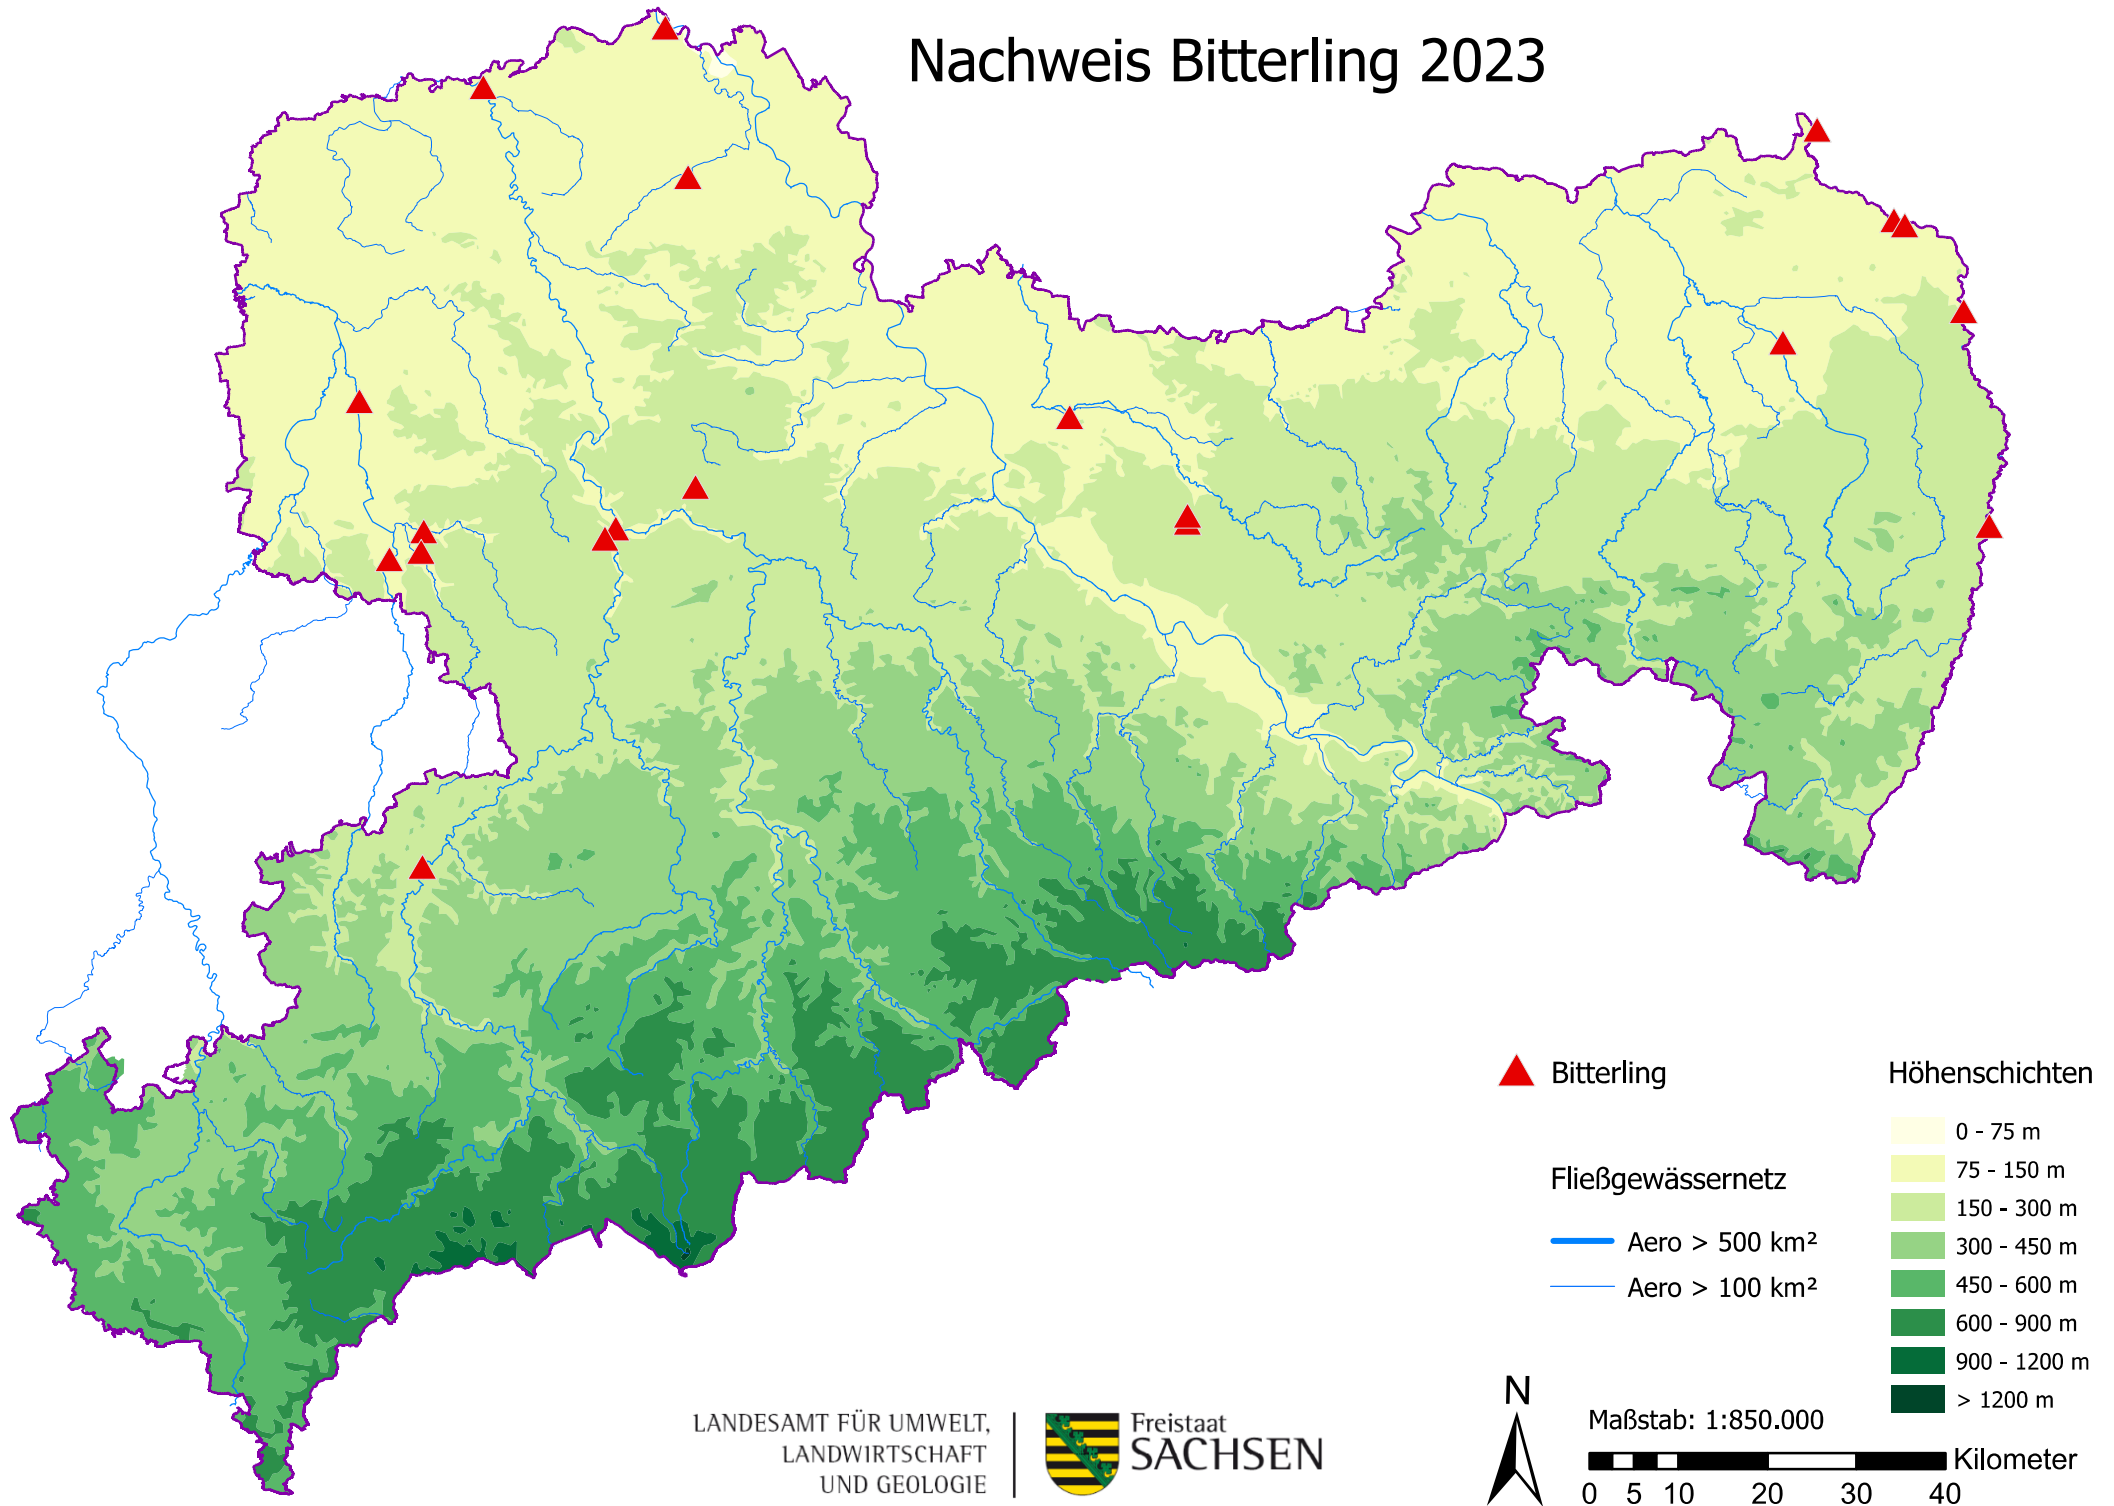 Nachweis Bitterling 2023
Bitterling
Fließgewässernetz
Aero > 500 km²
Aero > 100 km²
Höhenschichten
0 - 75 m
75 - 150 m
150 - 300 m
300 - 450 m
450 - 600 m
600 - 900 m
900 - 1200 m
> 1200 m
LANDESAMT FÜR UMWELT,
LANDWIRTSCHAFT
UND GEOLOGIE
Freistaat
SACHSEN
N
Maßstab: 1:850.000
Kilometer
0 5 10 20 30 40